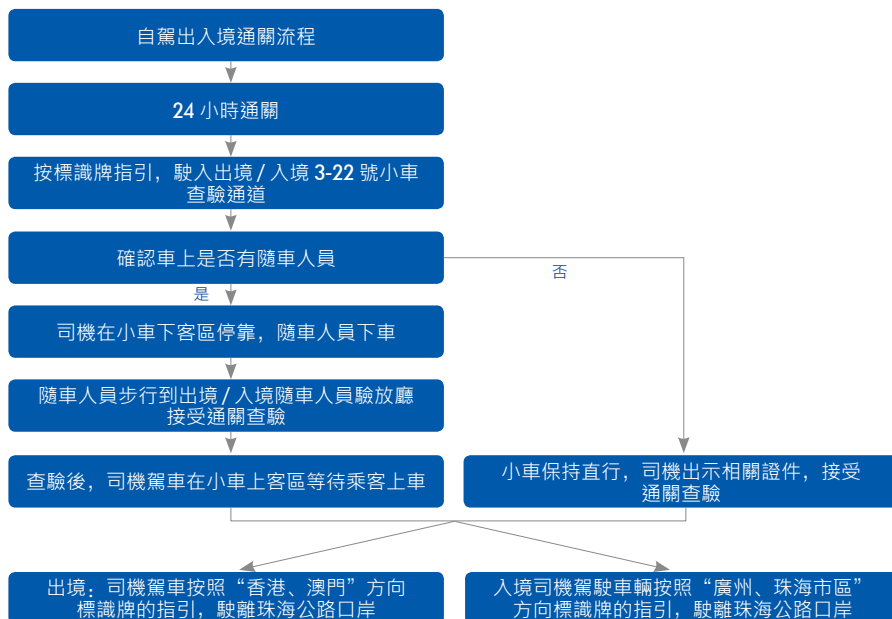 自駕出入境通關流程
24 小時通關
按標識牌指引，駛入出境 / 入境 3-22 號小車
查驗通道
確認車上是否有隨車人員
否
是
司機在小車下客區停靠，隨車人員下車
隨車人員步行到出境 / 入境隨車人員驗放廳
接受通關查驗
查驗後，司機駕車在小車上客區等待乘客上車
小車保持直行，司機出示相關證件，接受
通關查驗
出境：司機駕車按照“香港、澳門”方向
標識牌的指引，駛離珠海公路口岸
入境司機駕駛車輛按照“廣州、珠海市區”
方向標識牌的指引，駛離珠海公路口岸